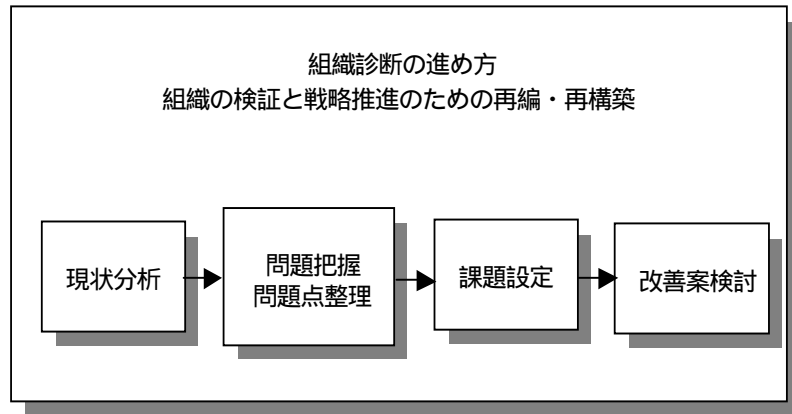 組織診断の進め方
組織の検証と戦略推進のための再編・再構築
現状分析
問題把握
問題点整理
課題設定
改善案検討